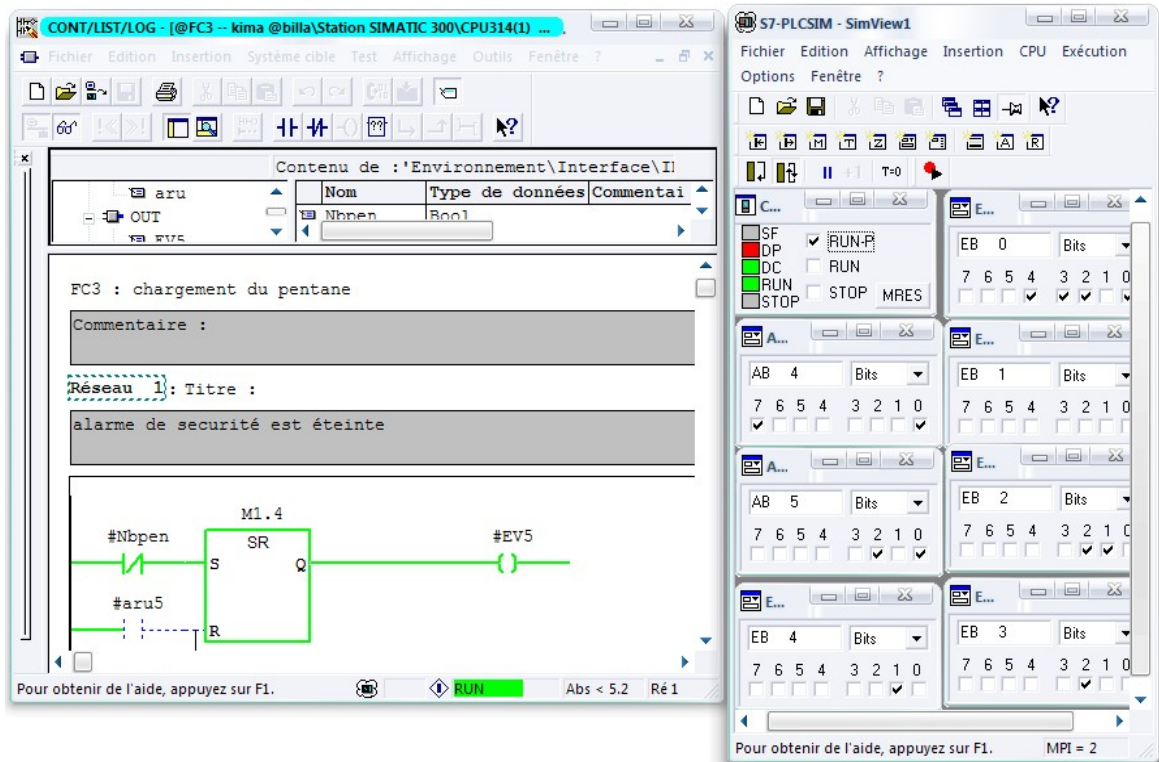 CONT/LIST/LOG - [@FC3 -- kima @billa\Station SIMATIC 300\CPU314(1) ...
Fichier Edition Insertion Système cible Test Affichage Outils Fenêtre ?
Contenu de :'Environnement\Interface\I
aru
Nom Type de données Commentai
OUT
Nbpen Bool
EV5
FC3 : chargement du pentane
Commentaire :
Réseau 1: Titre :
alarme de securité est éteinte
M1.4
#Nbpen SR #EV5
S Q
#aru5
R
Pour obtenir de l'aide, appuyez sur F1. RUN Abs < 5.2 Ré 1
S7-PLCSIM - SimView1
Fichier Edition Affichage Insertion CPU Exécution
Options Fenêtre ?
+1 T=0
C...
SF
DP
DC
RUN
STOP
RUN-P
RUN
STOP MRES
E...
EB 0 Bits
7 6 5 4 3 2 1 0
A...
AB 4 Bits
7 6 5 4 3 2 1 0
E...
EB 1 Bits
7 6 5 4 3 2 1 0
A...
AB 5 Bits
7 6 5 4 3 2 1 0
E...
EB 2 Bits
7 6 5 4 3 2 1
E...
EB 4 Bits
7 6 5 4 3 2 1 0
E...
EB 3 Bits
7 6 5 4 3 2 1 0
Pour obtenir de l'aide, appuyez sur F1. MPI = 2